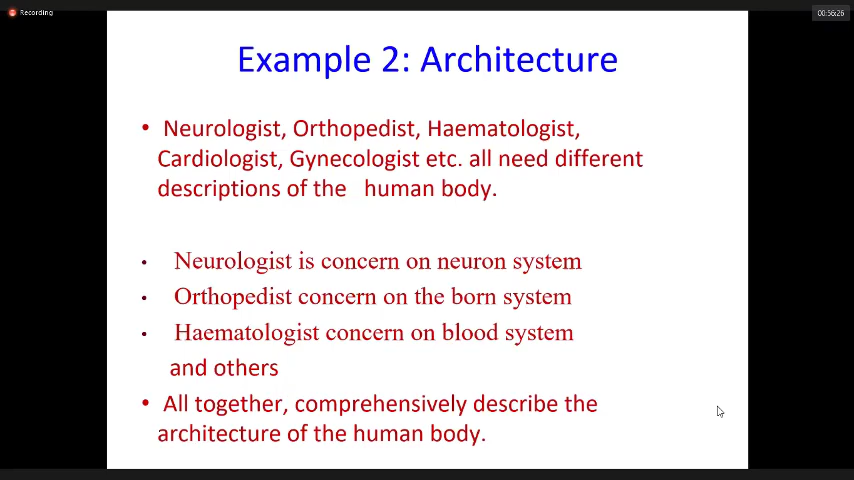 Recording
00:56:26
Example 2: Architecture
• Neurologist, Orthopedist, Haematologist,
Cardiologist, Gynecologist etc. all need different
descriptions of the human body.
• Neurologist is concern on neuron system
• Orthopedist concern on the born system
• Haematologist concern on blood system
and others
• All together, comprehensively describe the
architecture of the human body.